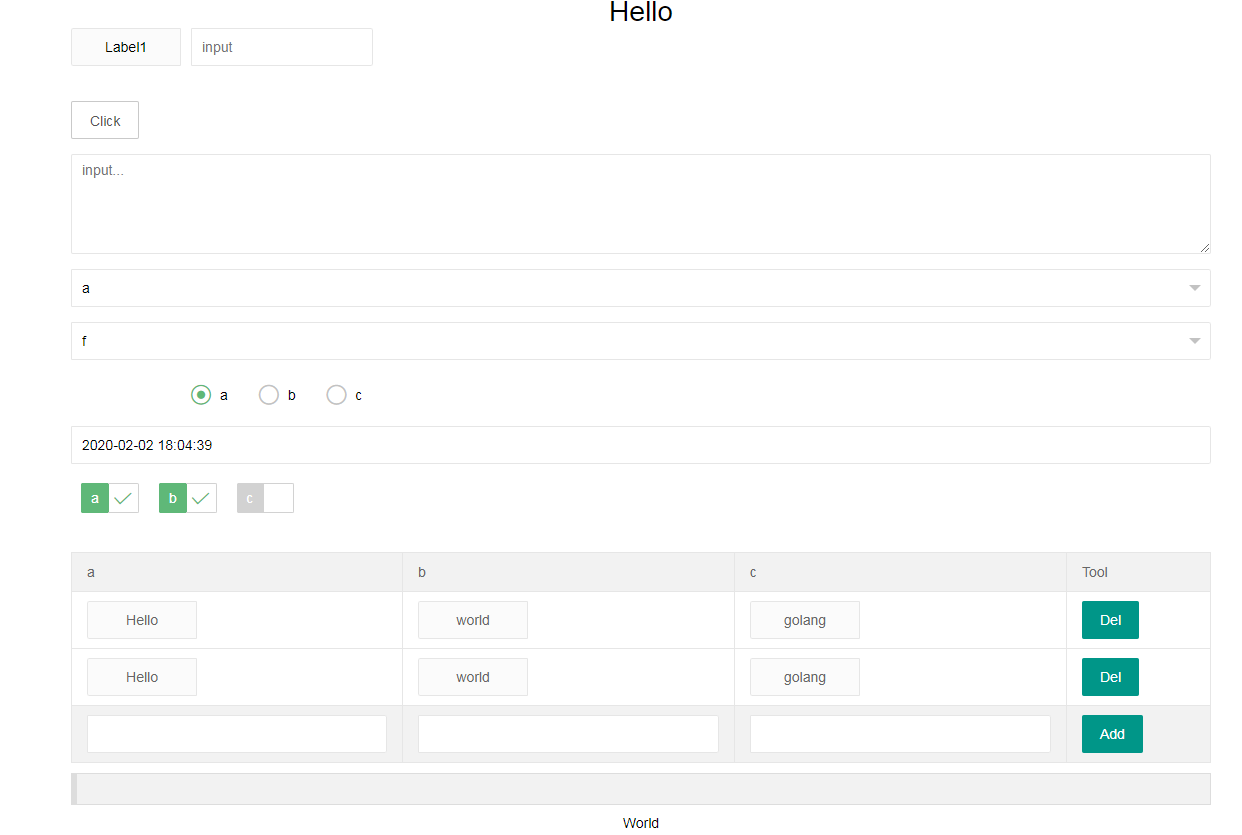 Hello
Label1 input
Click
input...
a
f
a b c
2020-02-02 18:04:39
a b c
a b c Tool
Hello world golang Del
Hello world golang Del
Add
World